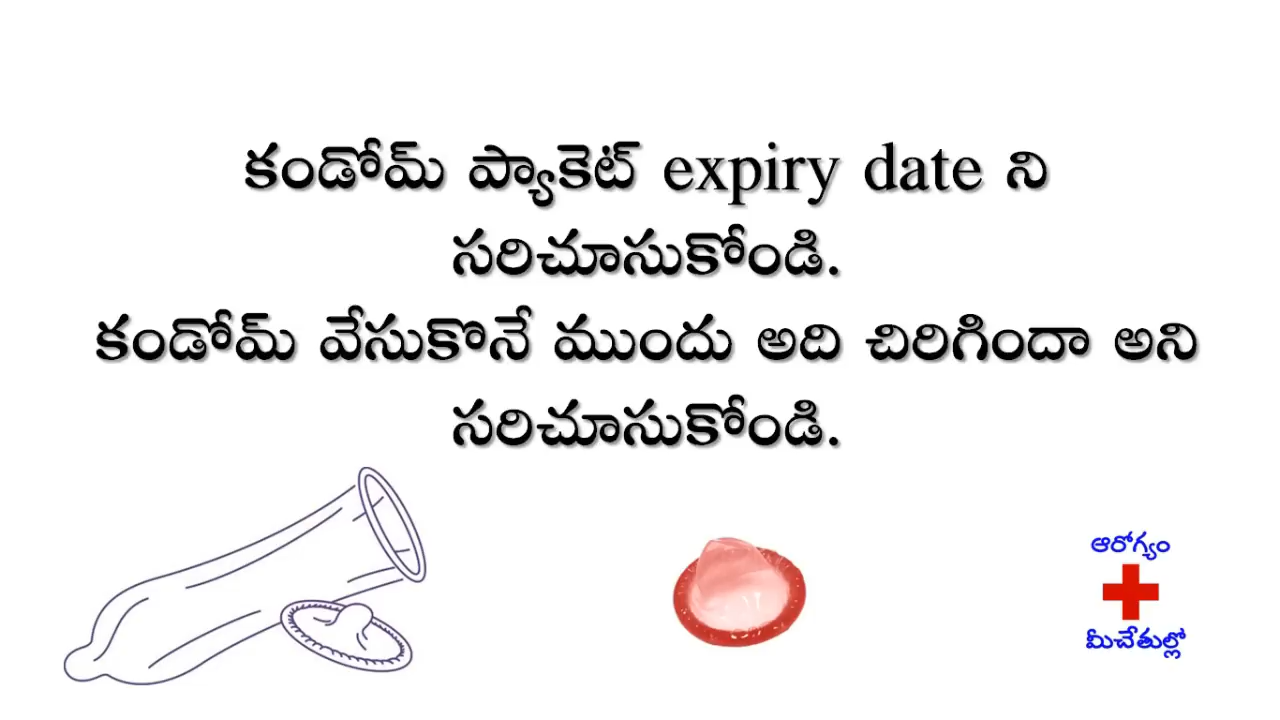 కండోమ్ ప్యాకెట్ expiry date ని
సరిచూసుకోండి.
కండోమ్ వేసుకొనే ముందు అది చిరిగిందా అని
సరిచూసుకోండి.
ఆరోగ్యం
మీచేతుల్లో